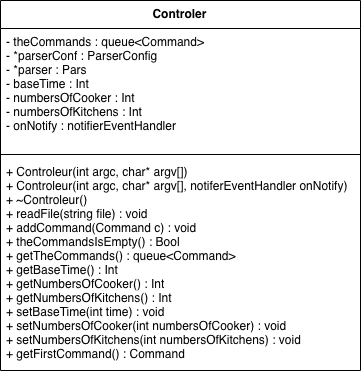 Controler
- theCommands : queue<Command>
- *parserConf : ParserConfig
- *parser : Pars
- baseTime : Int
- numbersOfCooker : Int
- numbersOfKitchens : Int
- onNotify : notifierEventHandler
+ Controleur(int argc, char* argv[])
+ Controleur(int argc, char* argv[], notiferEventHandler onNotify)
+ ~Controleur()
+ readFile(string file) : void
+ addCommand(Command c) : void
+ theCommandsIsEmpty() : Bool
+ getTheCommands() : queue<Command>
+ getBaseTime() : Int
+ getNumbersOfCooker() : Int
+ getNumbersOfKitchens() : Int
+ setBaseTime(int time) : void
+ setNumbersOfCooker(int numbersOfCooker) : void
+ setNumbersOfKitchens(int numbersOfKitchens) : void
+ getFirstCommand() : Command